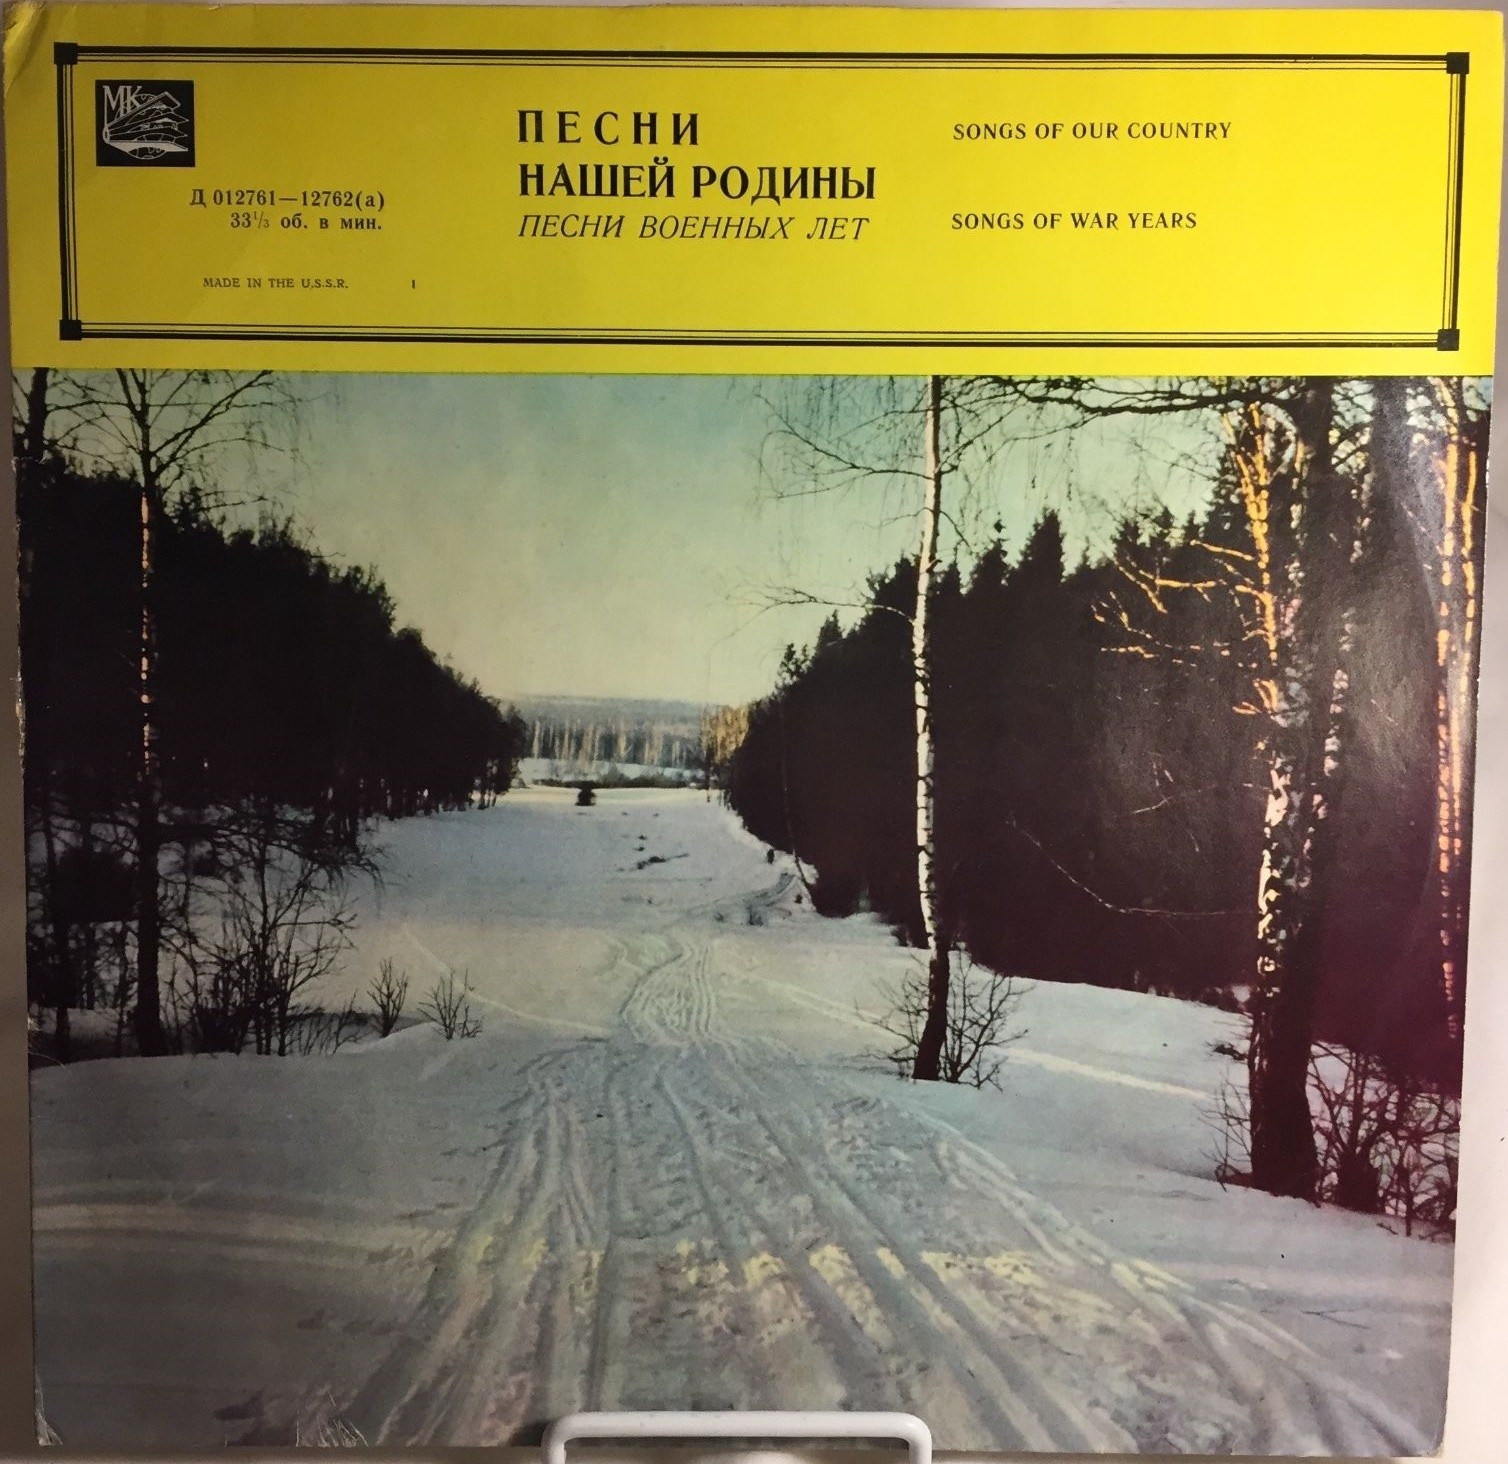 МК
Д 012761—12762(а)
33⅓ об. в мин.
MADE IN THE U.S.S.R. 1
ПЕСНИ
НАШЕЙ РОДИНЫ
ПЕСНИ ВОЕННЫХ ЛЕТ
SONGS OF OUR COUNTRY
SONGS OF WAR YEARS